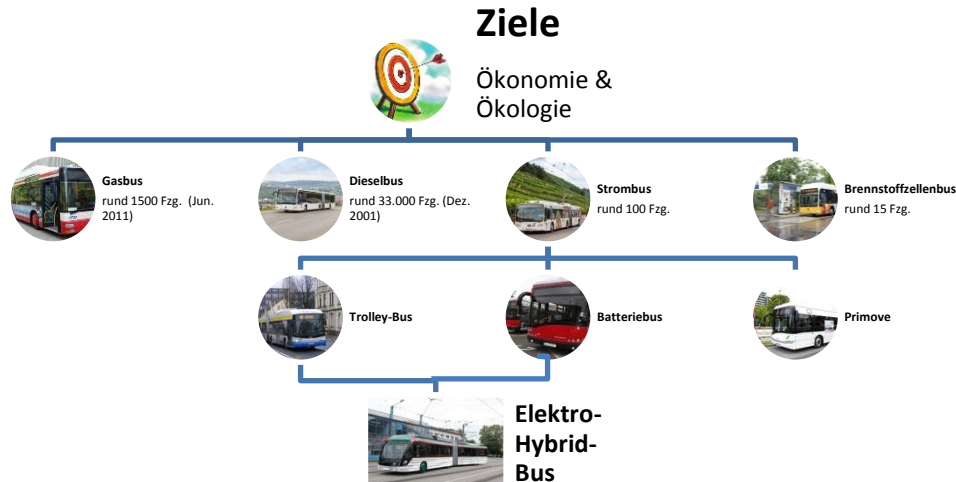 Ziele
Ökonomie &
Ökologie
Gasbus
rund 1500 Fzg. (Jun.
2011)
Dieselbus
rund 33.000 Fzg. (Dez.
2001)
Strombus
rund 100 Fzg.
Brennstoffzellenbus
rund 15 Fzg.
Trolley-Bus
Batteriebus
Primove
Elektro-
Hybrid-
Bus